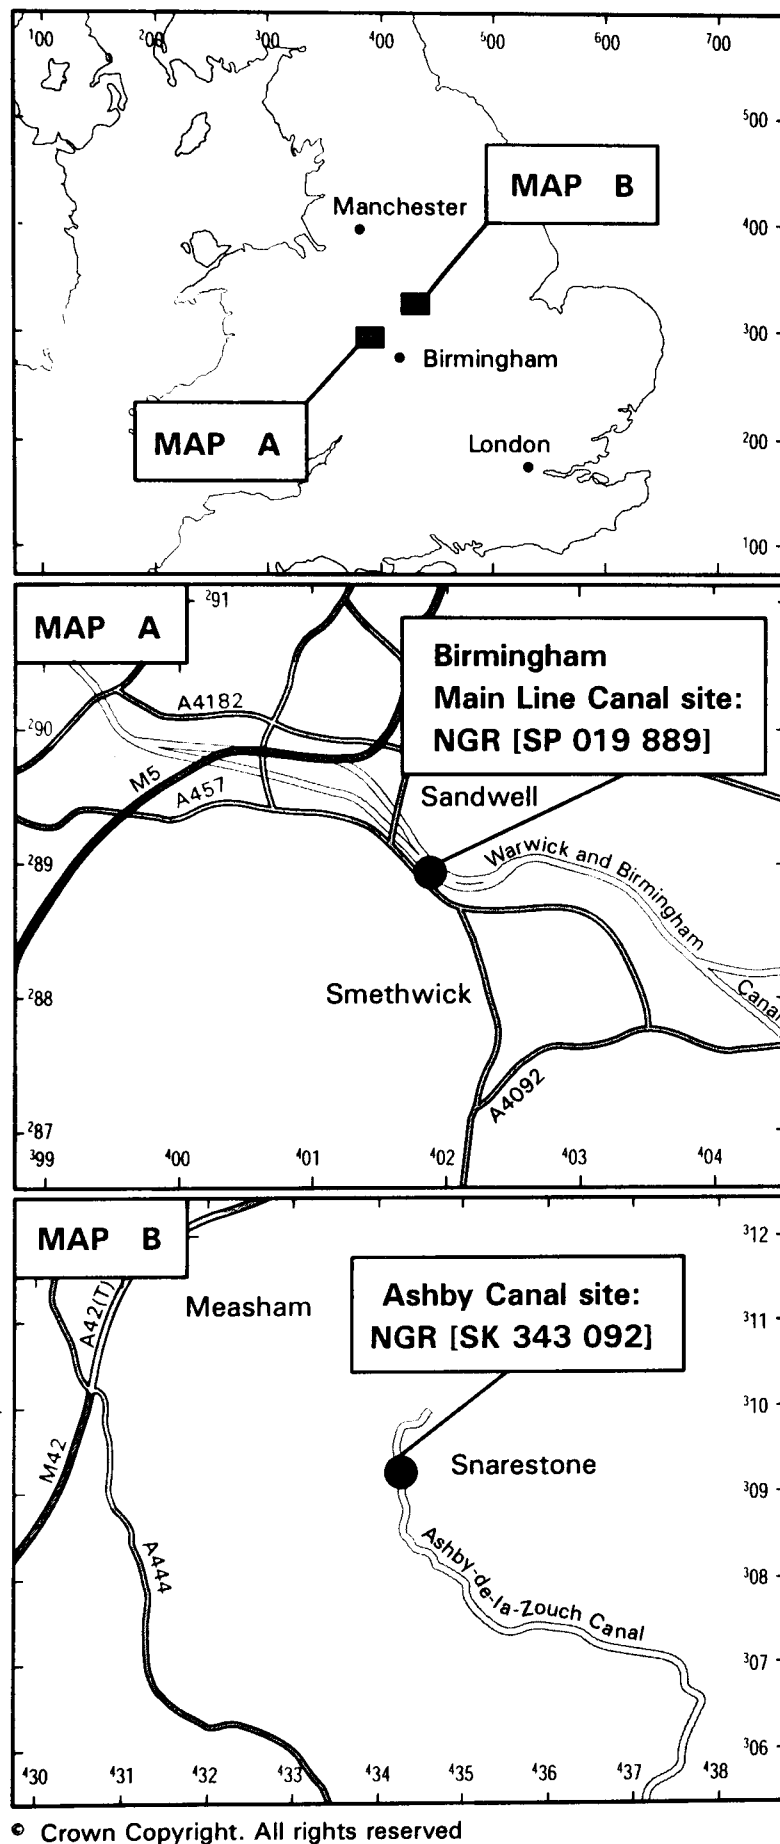 ¹00 ²00 300 400 500 600 700
⁵00
MAP B
Manchester
⁴00
³00
Birmingham
MAP A
London
²00
¹00
²91
MAP A
Birmingham
Main Line Canal site:
NGR [SP 019 889]
A4182
²90
M5
A457
Sandwell
²89
Warwick and Birmingham
Canal
Smethwick
²88
A4092
²87
³99 ⁴00 ⁴01 ⁴02 ⁴03 ⁴04
MAP B
³12
A42(T)
Measham
Ashby Canal site:
NGR [SK 343 092]
³11
³10
M42
Snarestone
³09
A444
Ashby-de-la-Zouch Canal
³08
³07
³06
⁴30 ⁴31 ⁴32 ⁴33 ⁴34 ⁴35 ⁴36 ⁴37 ⁴38
© Crown Copyright. All rights reserved